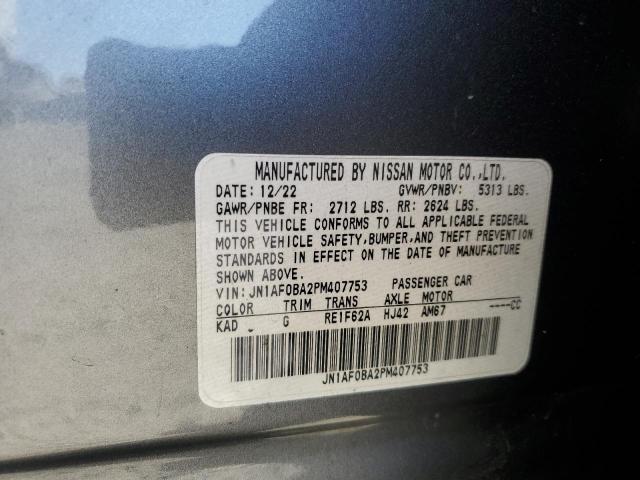 MANUFACTURED BY NISSAN MOTOR CO.,LTD.
DATE: 12/22 GVWR/PNBV: 5313 LBS.
GAWR/PNBE FR: 2712 LBS. RR: 2624 LBS.
THIS VEHICLE CONFORMS TO ALL APPLICABLE FEDERAL
MOTOR VEHICLE SAFETY,BUMPER,AND THEFT PREVENTION
STANDARDS IN EFFECT ON THE DATE OF MANUFACTURE
SHOWN ABOVE.
VIN: JN1AF0BA2PM407753 PASSENGER CAR
COLOR TRIM TRANS AXLE MOTOR
KAD G RE1F62A HJ42 AM67 ----CC
JN1AF0BA2PM407753